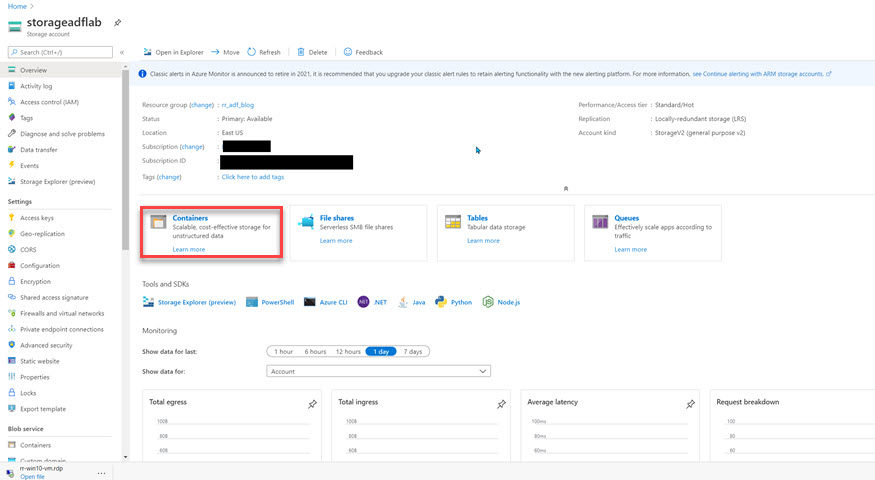 Home >
storageadflab
Storage account
Search (Ctrl+/)
«
Open in Explorer
Move
Refresh
Delete
Feedback
Overview
Activity log
Access control (IAM)
Tags
Diagnose and solve problems
Data transfer
Events
Storage Explorer (preview)
Settings
Access keys
Geo-replication
CORS
Configuration
Encryption
Shared access signature
Firewalls and virtual networks
Private endpoint connections
Advanced security
Static website
Properties
Locks
Export template
Blob service
Containers
Custom domain
Classic alerts in Azure Monitor is announced to retire in 2021, it is recommended that you upgrade your classic alert rules to retain alerting functionality with the new alerting platform. For more information, see Continue alerting with ARM storage accounts.
Resource group (change) : rr_adf_blog
Status : Primary: Available
Location : East US
Subscription (change) :
Subscription ID :
Tags (change) : Click here to add tags
Performance/Access tier : Standard/Hot
Replication : Locally-redundant storage (LRS)
Account kind : StorageV2 (general purpose v2)
Containers
Scalable, cost-effective storage for
unstructured data
Learn more
File shares
Serverless SMB file shares
Learn more
Tables
Tabular data storage
Learn more
Queues
Effectively scale apps according to
traffic
Learn more
Tools and SDKs
Storage Explorer (preview)
PowerShell
Azure CLI
.NET
Java
Python
Node.js
Monitoring
Show data for last:
1 hour
6 hours
12 hours
1 day
7 days
Show data for:
Account
Total egress
100B
80B
60B
Total ingress
100B
80B
60B
Average latency
100ms
80ms
60ms
Request breakdown
100
80
60
rr-win10-vm.rdp
Open file
...